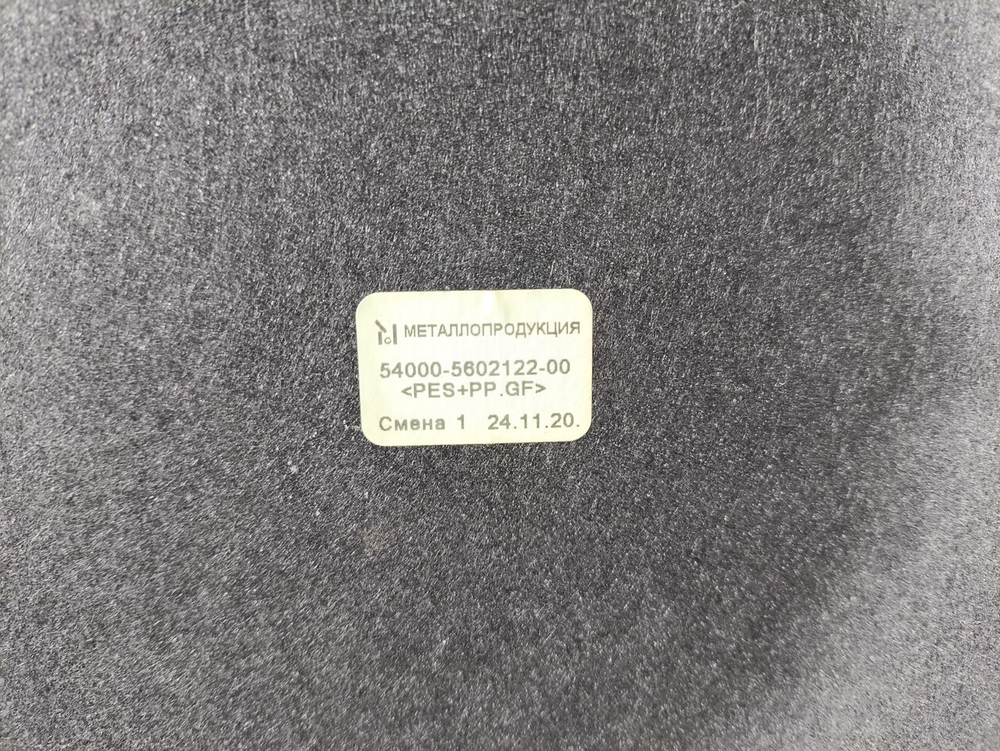 МЕТАЛЛОПРОДУКЦИЯ
54000-5602122-00
<PES+PP.GF>
Смена 1 24.11.20.